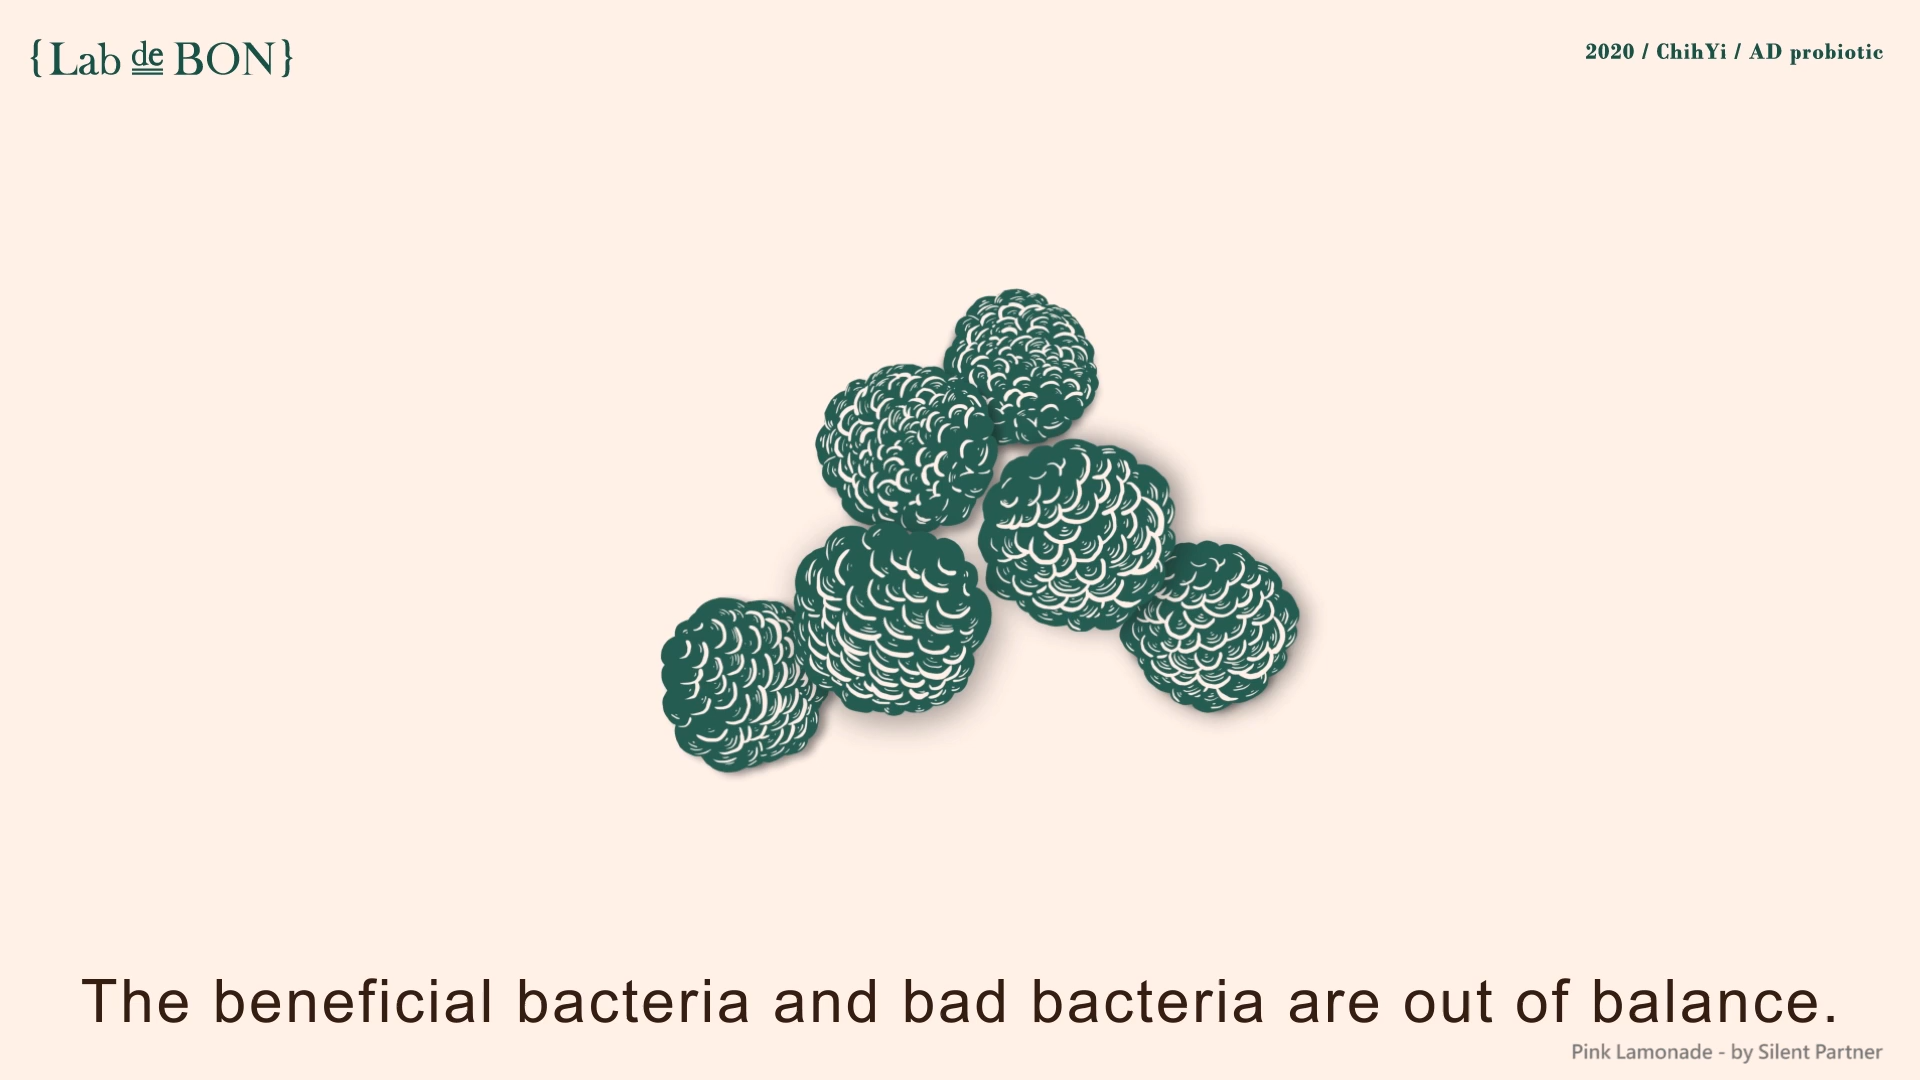 {Lab de BON}
2020 / ChihYi / AD probiotic
The beneficial bacteria and bad bacteria are out of balance.
Pink Lamonade - by Silent Partner